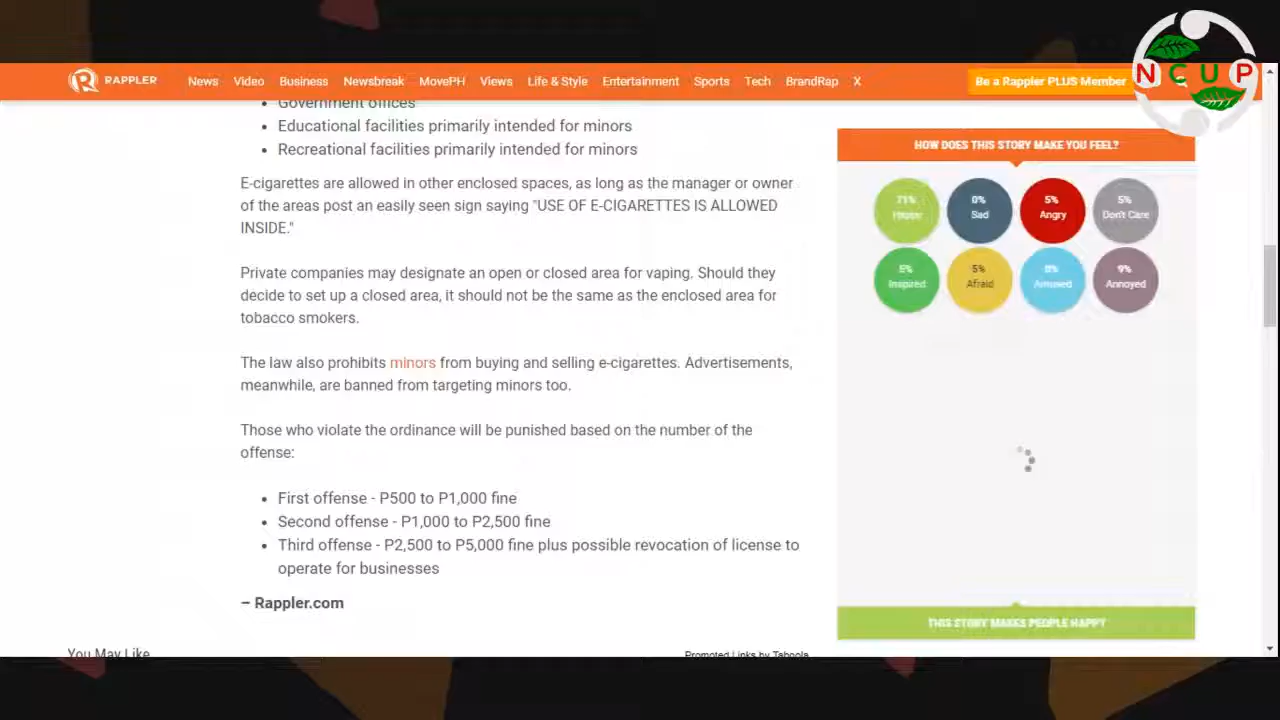 NCUP
RAPPLER
News Video Business Newsbreak MovePH Views Life & Style Entertainment Sports Tech BrandRap X
Be a Rappler PLUS Member
Government offices
Educational facilities primarily intended for minors
Recreational facilities primarily intended for minors
E-cigarettes are allowed in other enclosed spaces, as long as the manager or owner
of the areas post an easily seen sign saying "USE OF E-CIGARETTES IS ALLOWED
INSIDE."
Private companies may designate an open or closed area for vaping. Should they
decide to set up a closed area, it should not be the same as the enclosed area for
tobacco smokers.
The law also prohibits minors from buying and selling e-cigarettes. Advertisements,
meanwhile, are banned from targeting minors too.
Those who violate the ordinance will be punished based on the number of the
offense:
First offense - P500 to P1,000 fine
Second offense - P1,000 to P2,500 fine
Third offense - P2,500 to P5,000 fine plus possible revocation of license to
operate for businesses
– Rappler.com
You May Like
Promoted Links by Taboola
HOW DOES THIS STORY MAKE YOU FEEL?
71% 0% 5% 5%
Happy Sad Angry Don't Care
5% 5% 0% 9%
Inspired Afraid Amused Annoyed
THIS STORY MAKES PEOPLE HAPPY